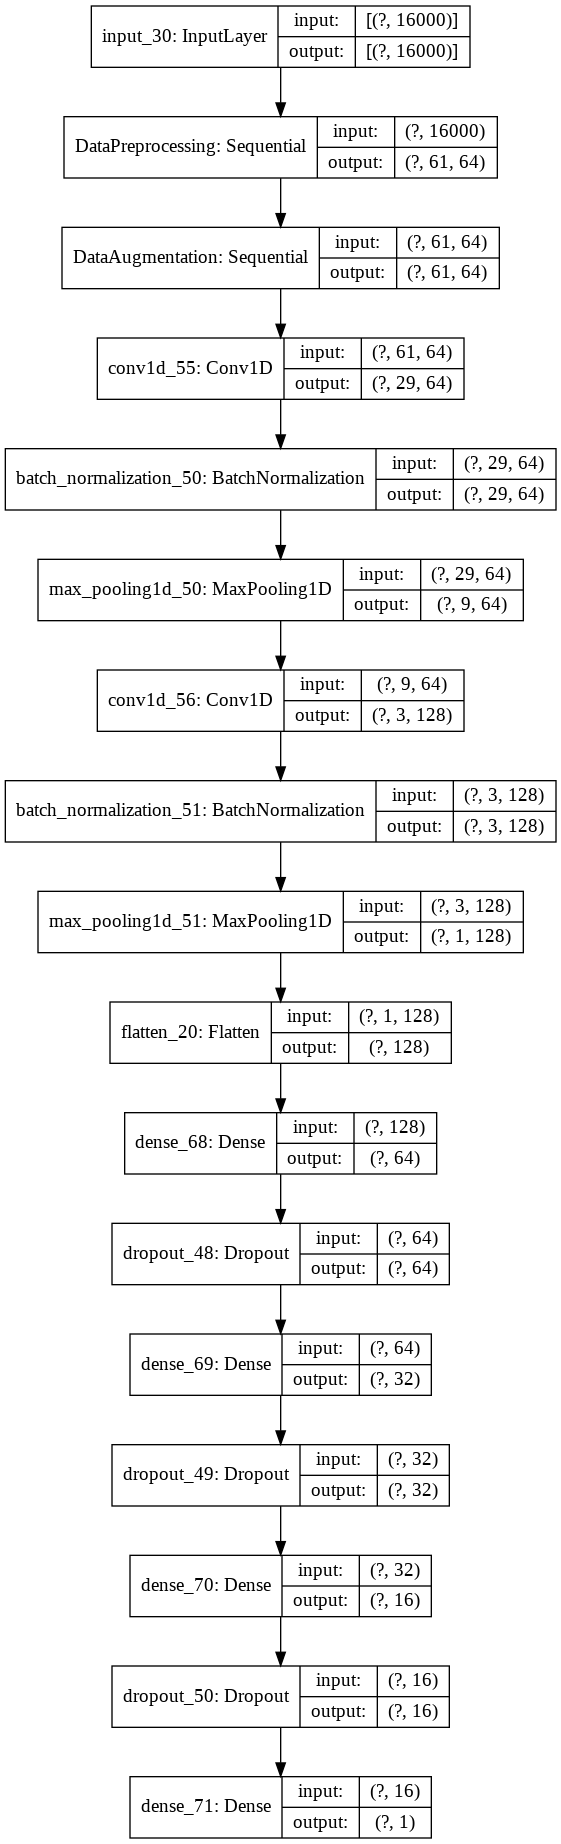 input_30: InputLayer
input: [(?, 16000)]
output: [(?, 16000)]
DataPreprocessing: Sequential
input: (?, 16000)
output: (?, 61, 64)
DataAugmentation: Sequential
input: (?, 61, 64)
output: (?, 61, 64)
conv1d_55: Conv1D
input: (?, 61, 64)
output: (?, 29, 64)
batch_normalization_50: BatchNormalization
input: (?, 29, 64)
output: (?, 29, 64)
max_pooling1d_50: MaxPooling1D
input: (?, 29, 64)
output: (?, 9, 64)
conv1d_56: Conv1D
input: (?, 9, 64)
output: (?, 3, 128)
batch_normalization_51: BatchNormalization
input: (?, 3, 128)
output: (?, 3, 128)
max_pooling1d_51: MaxPooling1D
input: (?, 3, 128)
output: (?, 1, 128)
flatten_20: Flatten
input: (?, 1, 128)
output: (?, 128)
dense_68: Dense
input: (?, 128)
output: (?, 64)
dropout_48: Dropout
input: (?, 64)
output: (?, 64)
dense_69: Dense
input: (?, 64)
output: (?, 32)
dropout_49: Dropout
input: (?, 32)
output: (?, 32)
dense_70: Dense
input: (?, 32)
output: (?, 16)
dropout_50: Dropout
input: (?, 16)
output: (?, 16)
dense_71: Dense
input: (?, 16)
output: (?, 1)